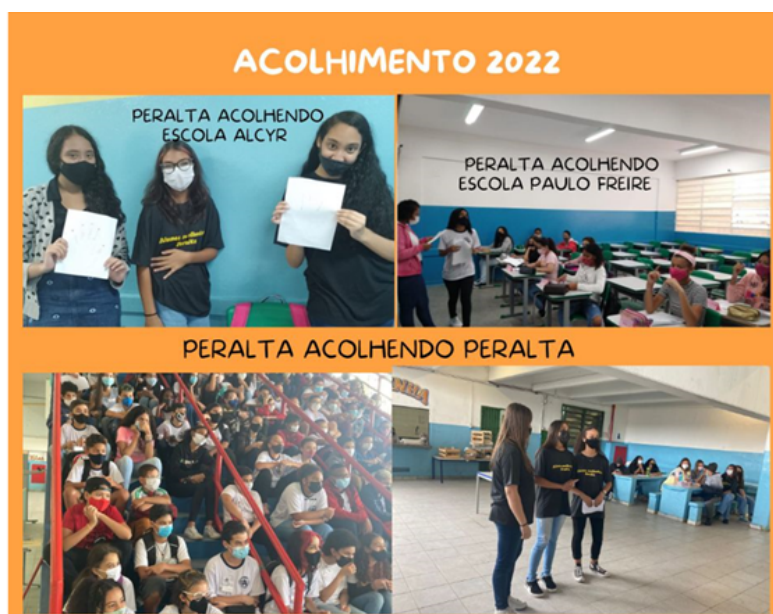 ACOLHIMENTO 2022
PERALTA ACOLHENDO
ESCOLA ALCYR
PERALTA ACOLHENDO
ESCOLA PAULO FREIRE
PERALTA ACOLHENDO PERALTA